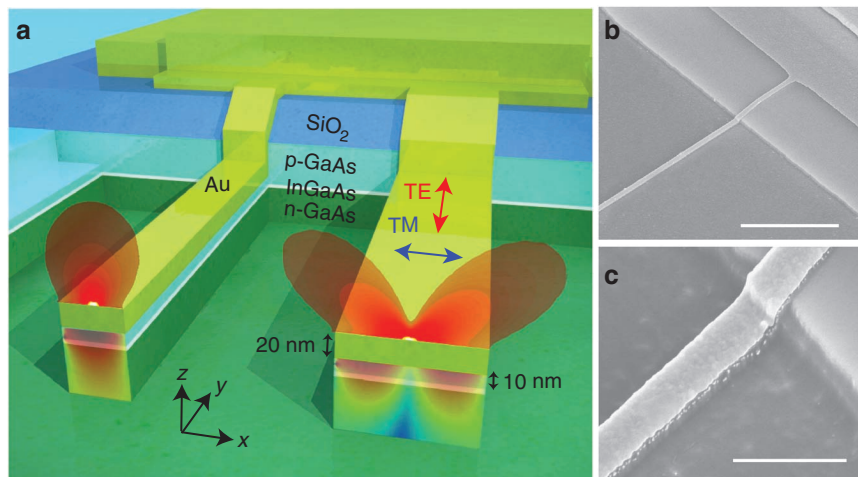 a
SiO₂
p-GaAs
InGaAs
n-GaAs
Au
TE
TM
20 nm
10 nm
z
y
x
b
c